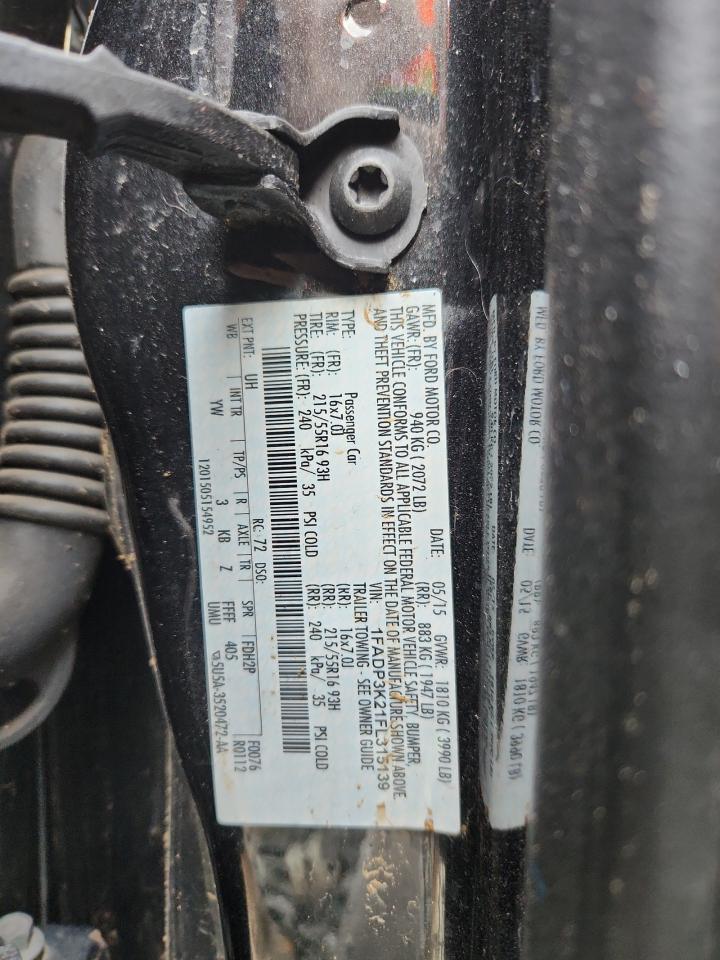 MFD. BY FORD MOTOR CO. DATE: 05/15 GVWR: 1810 KG ( 3990 LB)
GAWR: (FR): 940 KG ( 2072 LB) (RR): 883 KG ( 1947 LB)
THIS VEHICLE CONFORMS TO ALL APPLICABLE FEDERAL MOTOR VEHICLE SAFETY, BUMPER,
AND THEFT PREVENTION STANDARDS IN EFFECT ON THE DATE OF MANUFACTURE SHOWN ABOVE.
VIN: 1FADP3K21FL315139
TYPE: Passenger Car TRAILER TOWING - SEE OWNER GUIDE
RIM: (FR): 16x7.0J (RR): 16x7.0J
TIRE: (FR): 215/55R16 93H (RR): 215/55R16 93H
PRESSURE: (FR): 240 kPa/ 35 PSI COLD (RR): 240 kPa/ 35 PSI COLD
RC: 72 DSO:
EXT PNT: UH FDH2P F0076
WB INTTR TP/PS R AXLE TR SPR R0112
YW 3 KB Z FFFF 405
UMU
1201505154952 5U5A-3520472-AA